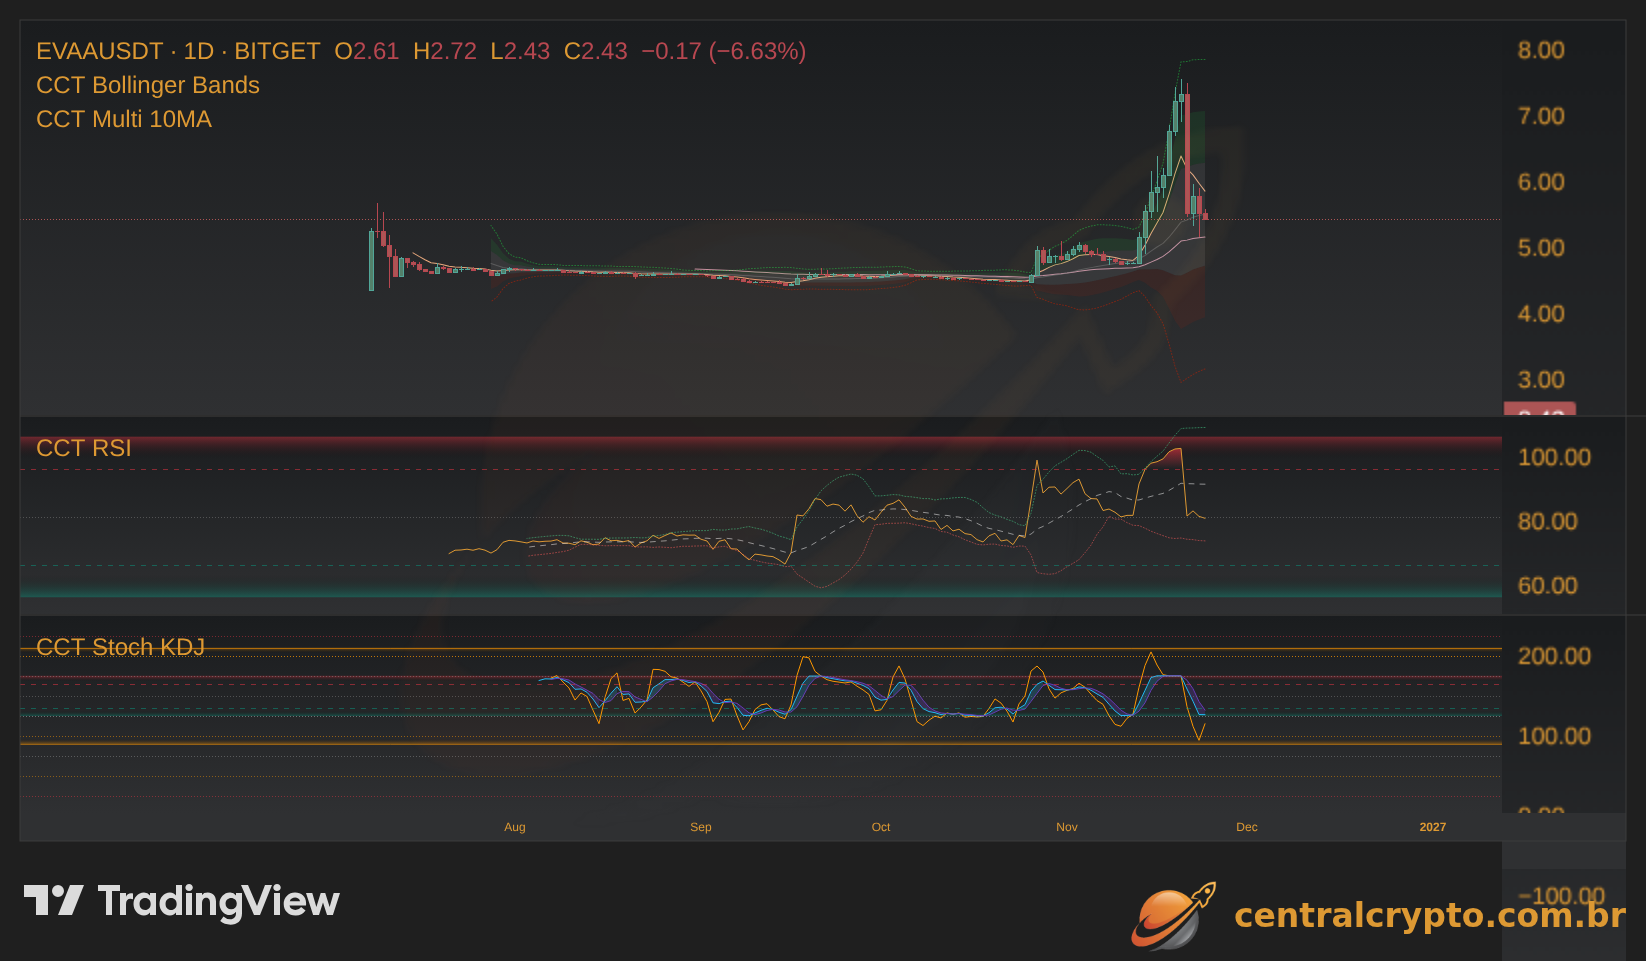 EVAAUSDT · 1D · BITGET O2.61 H2.72 L2.43 C2.43 −0.17 (−6.63%)
CCT Bollinger Bands
CCT Multi 10MA
8.00
7.00
6.00
5.00
4.00
3.00
CCT RSI
100.00
80.00
60.00
CCT Stoch KDJ
200.00
100.00
Aug Sep Oct Nov Dec 2027
−100.00
TradingView
centralcrypto.com.br